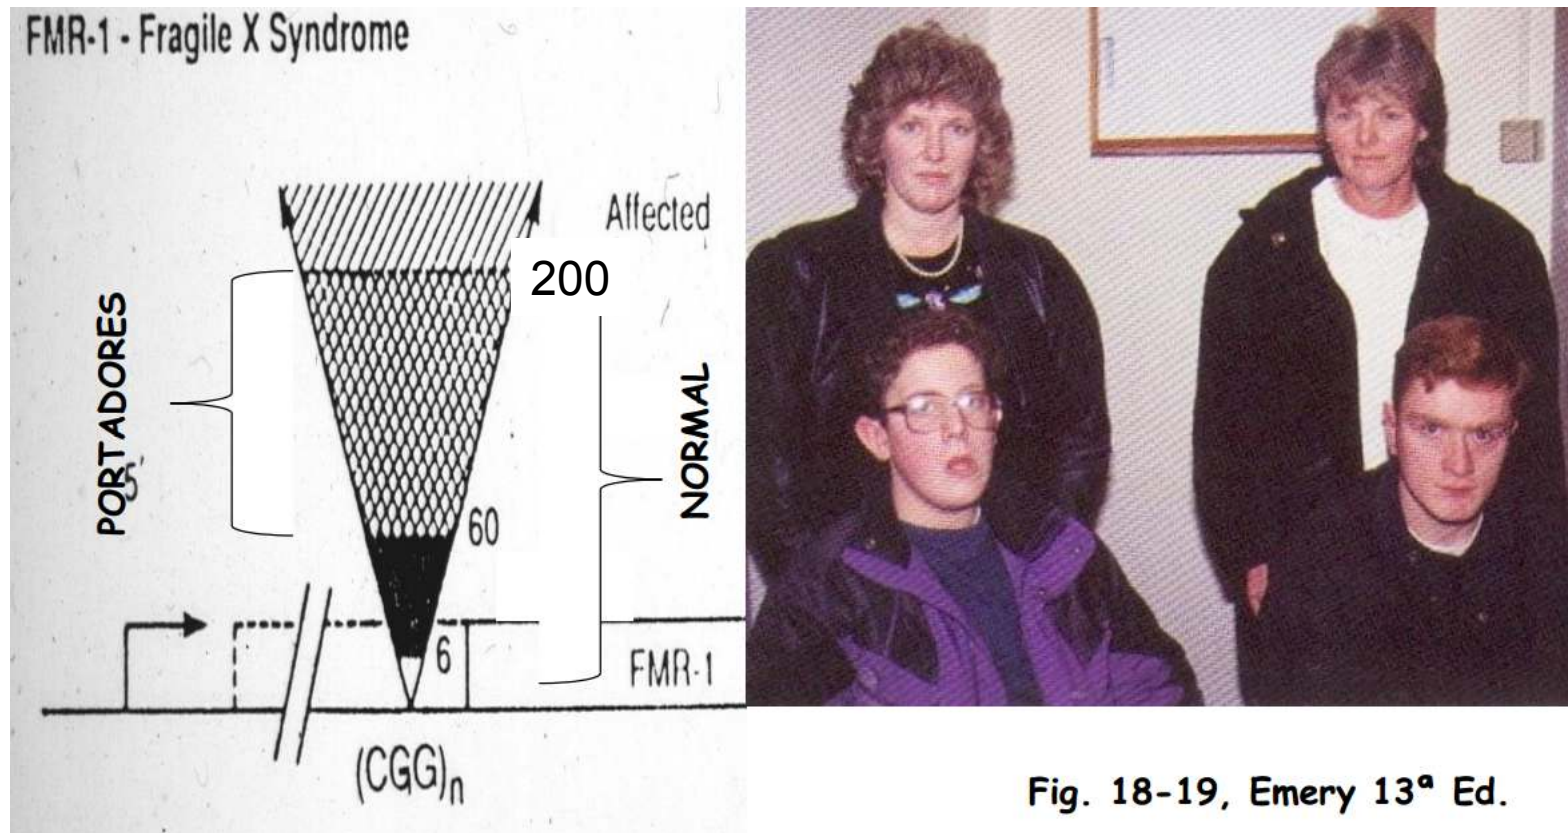 FMR-1 - Fragile X Syndrome
Affected
200
PORTADORES
5'
NORMAL
60
6
FMR-1
(CGG)n
Fig. 18-19, Emery 13ª Ed.